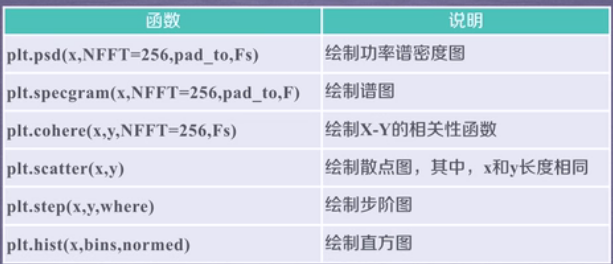 函数 说明
plt.psd(x,NFFT=256,pad_to,Fs) 绘制功率谱密度图
plt.specgram(x,NFFT=256,pad_to,F) 绘制谱图
plt.cohere(x,y,NFFT=256,Fs) 绘制X-Y的相关性函数
plt.scatter(x,y) 绘制散点图，其中，x和y长度相同
plt.step(x,y,where) 绘制步阶图
plt.hist(x,bins,normed) 绘制直方图